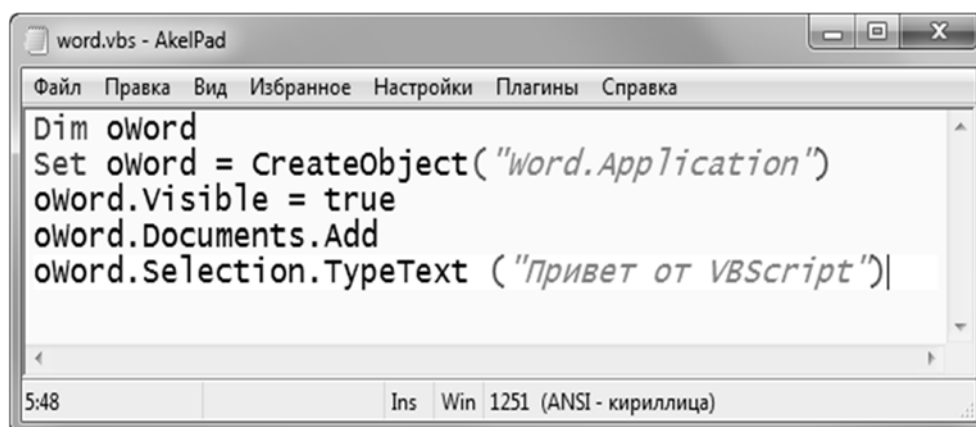 word.vbs - AkelPad
Файл Правка Вид Избранное Настройки Плагины Справка
Dim oWord
Set oWord = CreateObject("Word.Application")
oWord.Visible = true
oWord.Documents.Add
oWord.Selection.TypeText ("Привет от VBScript")
5:48 Ins Win 1251 (ANSI - кириллица)